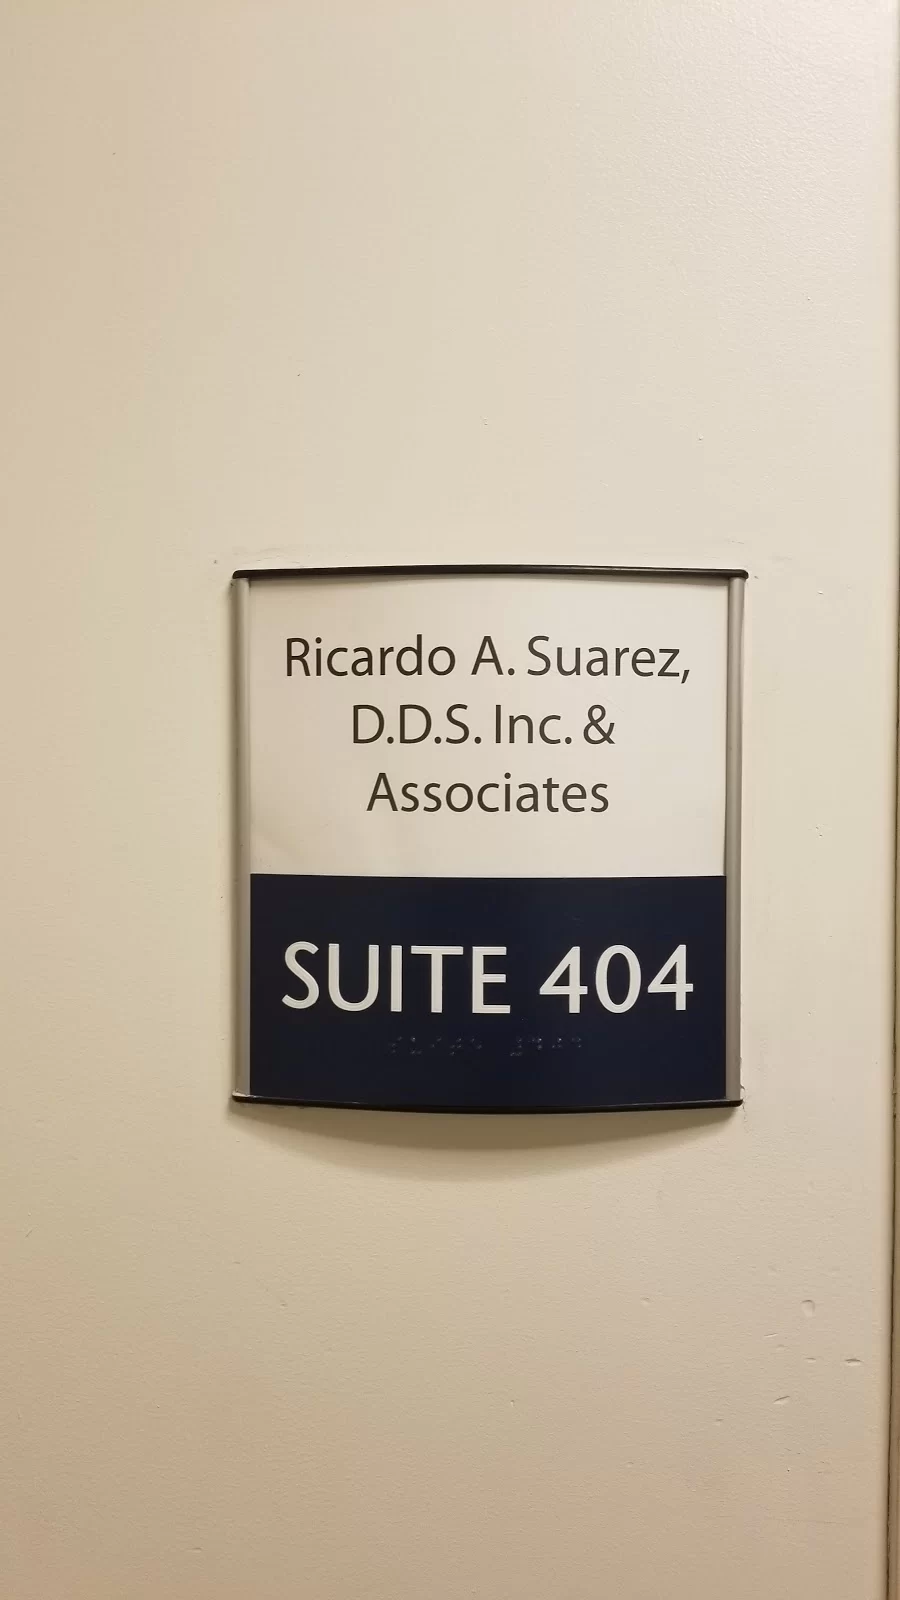 Ricardo A. Suarez,
D.D.S. Inc. &
Associates
SUITE 404